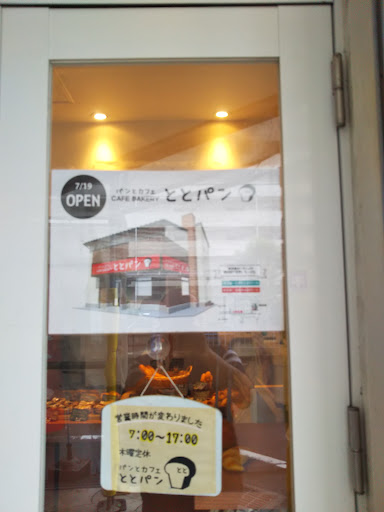 7/19
OPEN
パンとカフェ
CAFE BAKERY
ととパン
ととパン
営業時間が変わりました
7:00〜17:00
木曜定休
パンとカフェ
ととパン
とと